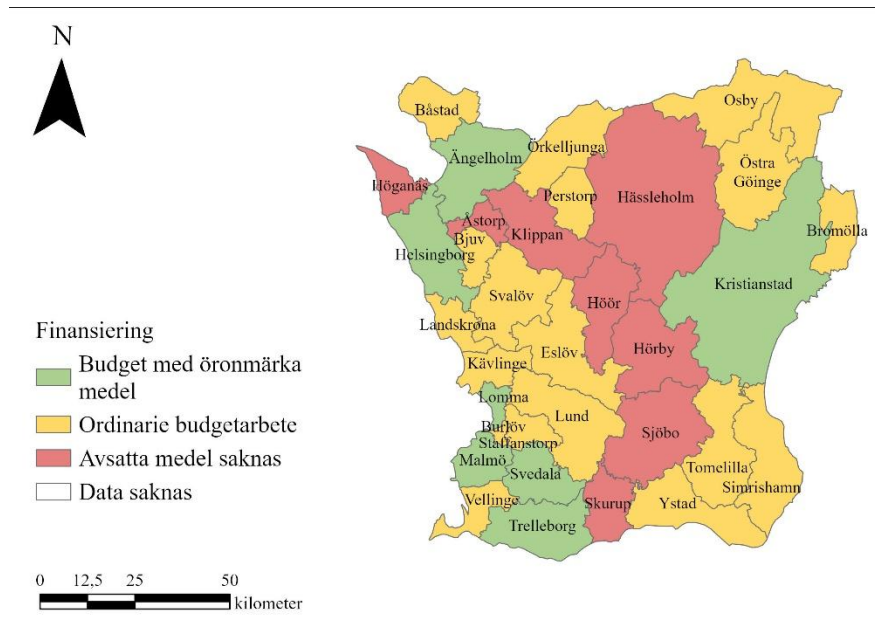 N
Båstad
Osby
Örkelljunga
Ängelholm
Östra
Göinge
Höganäs
Perstorp
Hässleholm
Åstorp
Klippan
Bromölla
Bjuv
Helsingborg
Kristianstad
Svalöv
Höör
Finansiering
Landskrona
Hörby
Eslöv
Budget med öronmärka
medel
Kävlinge
Lomma
Lund
Ordinarie budgetarbete
Burlöv
Sjöbo
Staffanstorp
Avsatta medel saknas
Malmö
Tomelilla
Svedala
Simrishamn
Data saknas
Vellinge
Skurup
Ystad
Trelleborg
0 12,5 25 50
kilometer